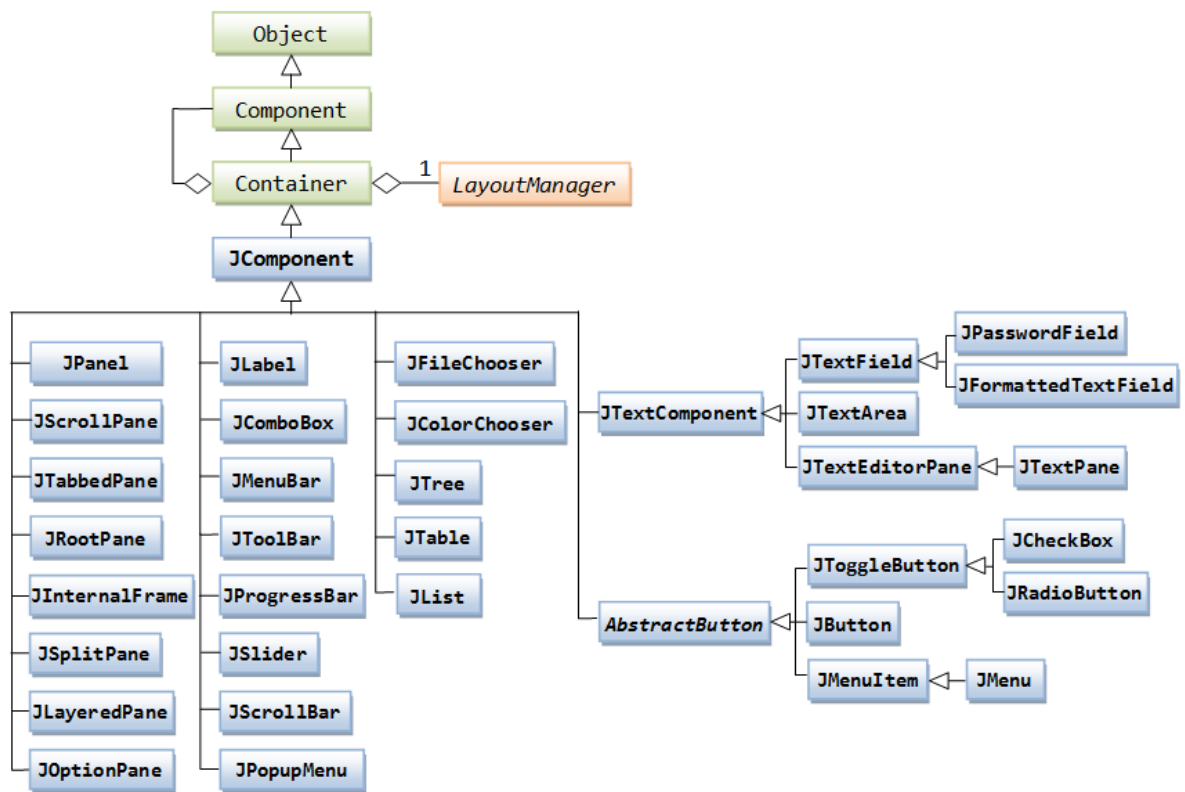 Object
Component
Container
1
LayoutManager
JComponent
JPanel
JScrollPane
JTabbedPane
JRootPane
JInternalFrame
JSplitPane
JLayeredPane
JOptionPane
JLabel
JComboBox
JMenuBar
JToolBar
JProgressBar
JSlider
JScrollBar
JPopupMenu
JFileChooser
JColorChooser
JTree
JTable
JList
JTextComponent
JTextField
JPasswordField
JFormattedTextField
JTextArea
JTextEditorPane
JTextPane
AbstractButton
JToggleButton
JCheckBox
JRadioButton
JButton
JMenuItem
JMenu